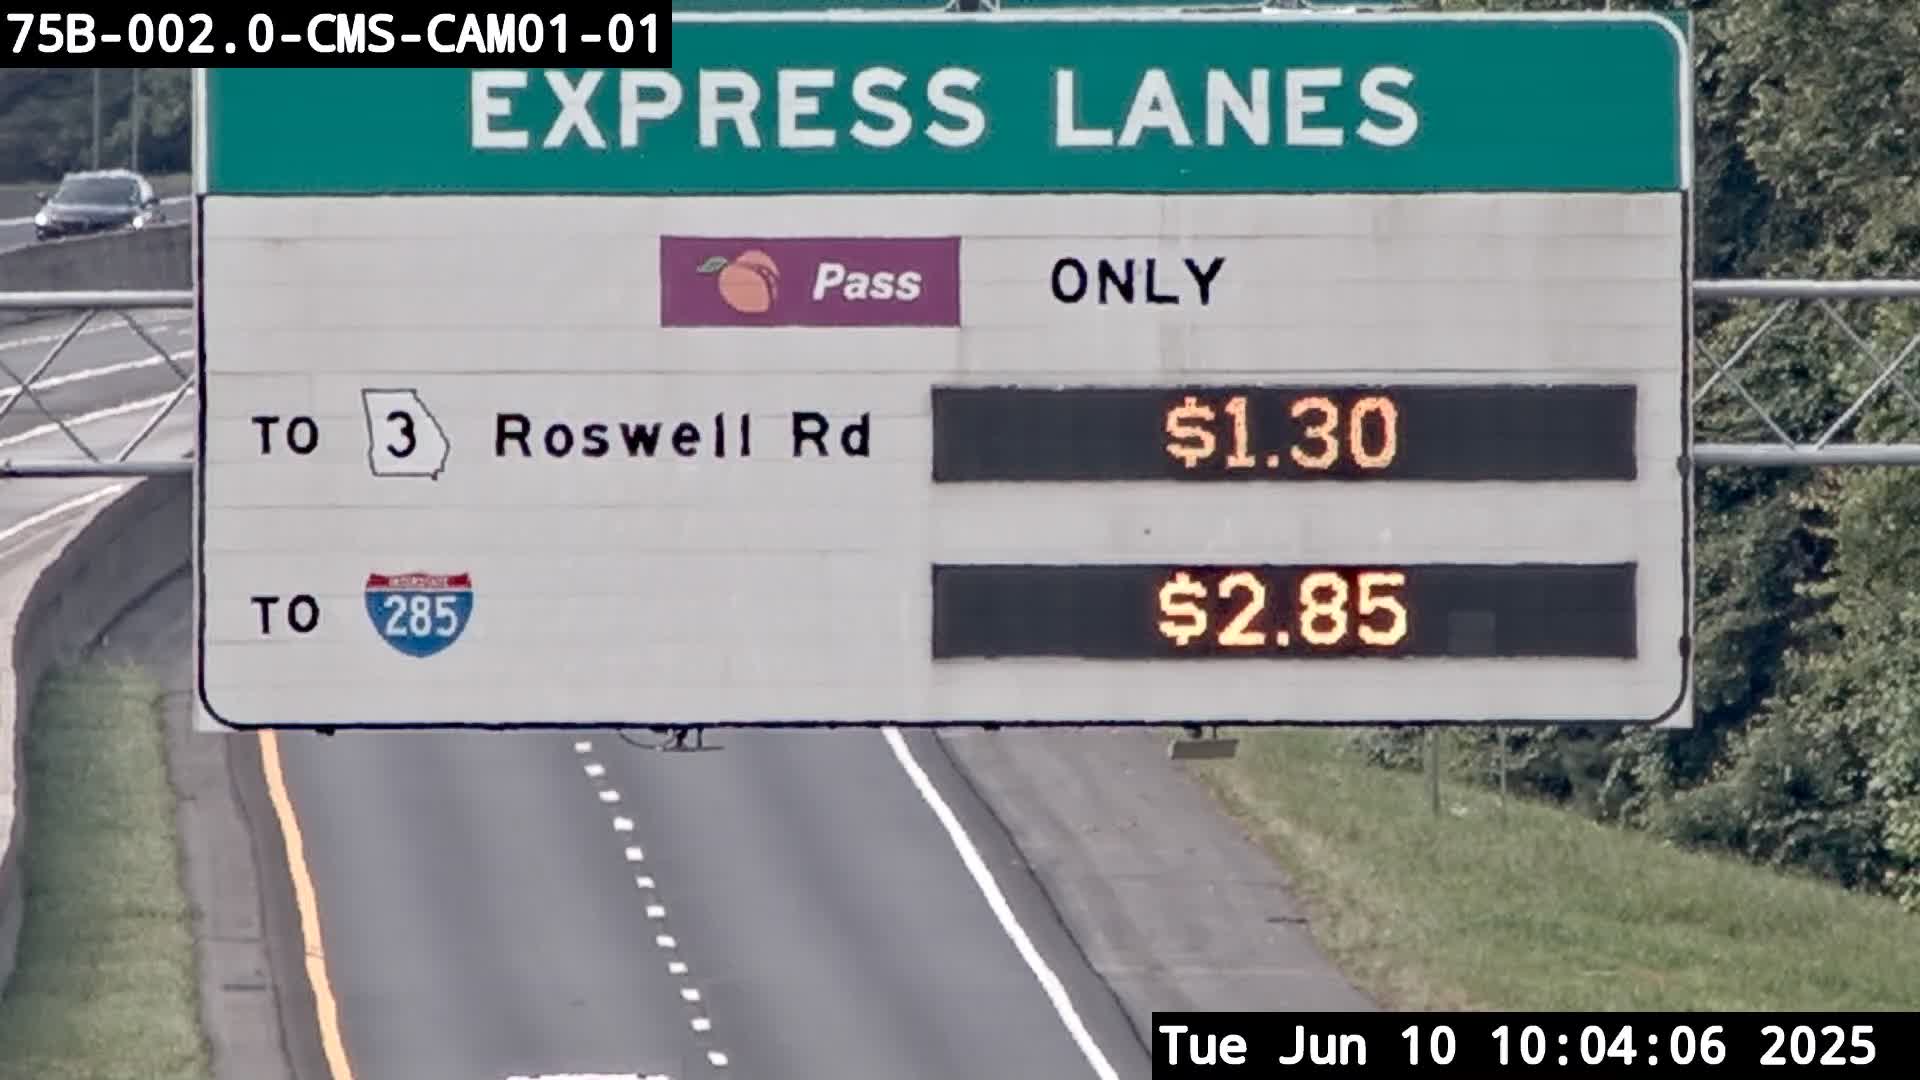 75B-002.0-CMS-CAM01-01
EXPRESS LANES
Pass ONLY
TO 3 Roswell Rd $1.30
INTERSTATE
TO 285 $2.85
Tue Jun 10 10:04:06 2025